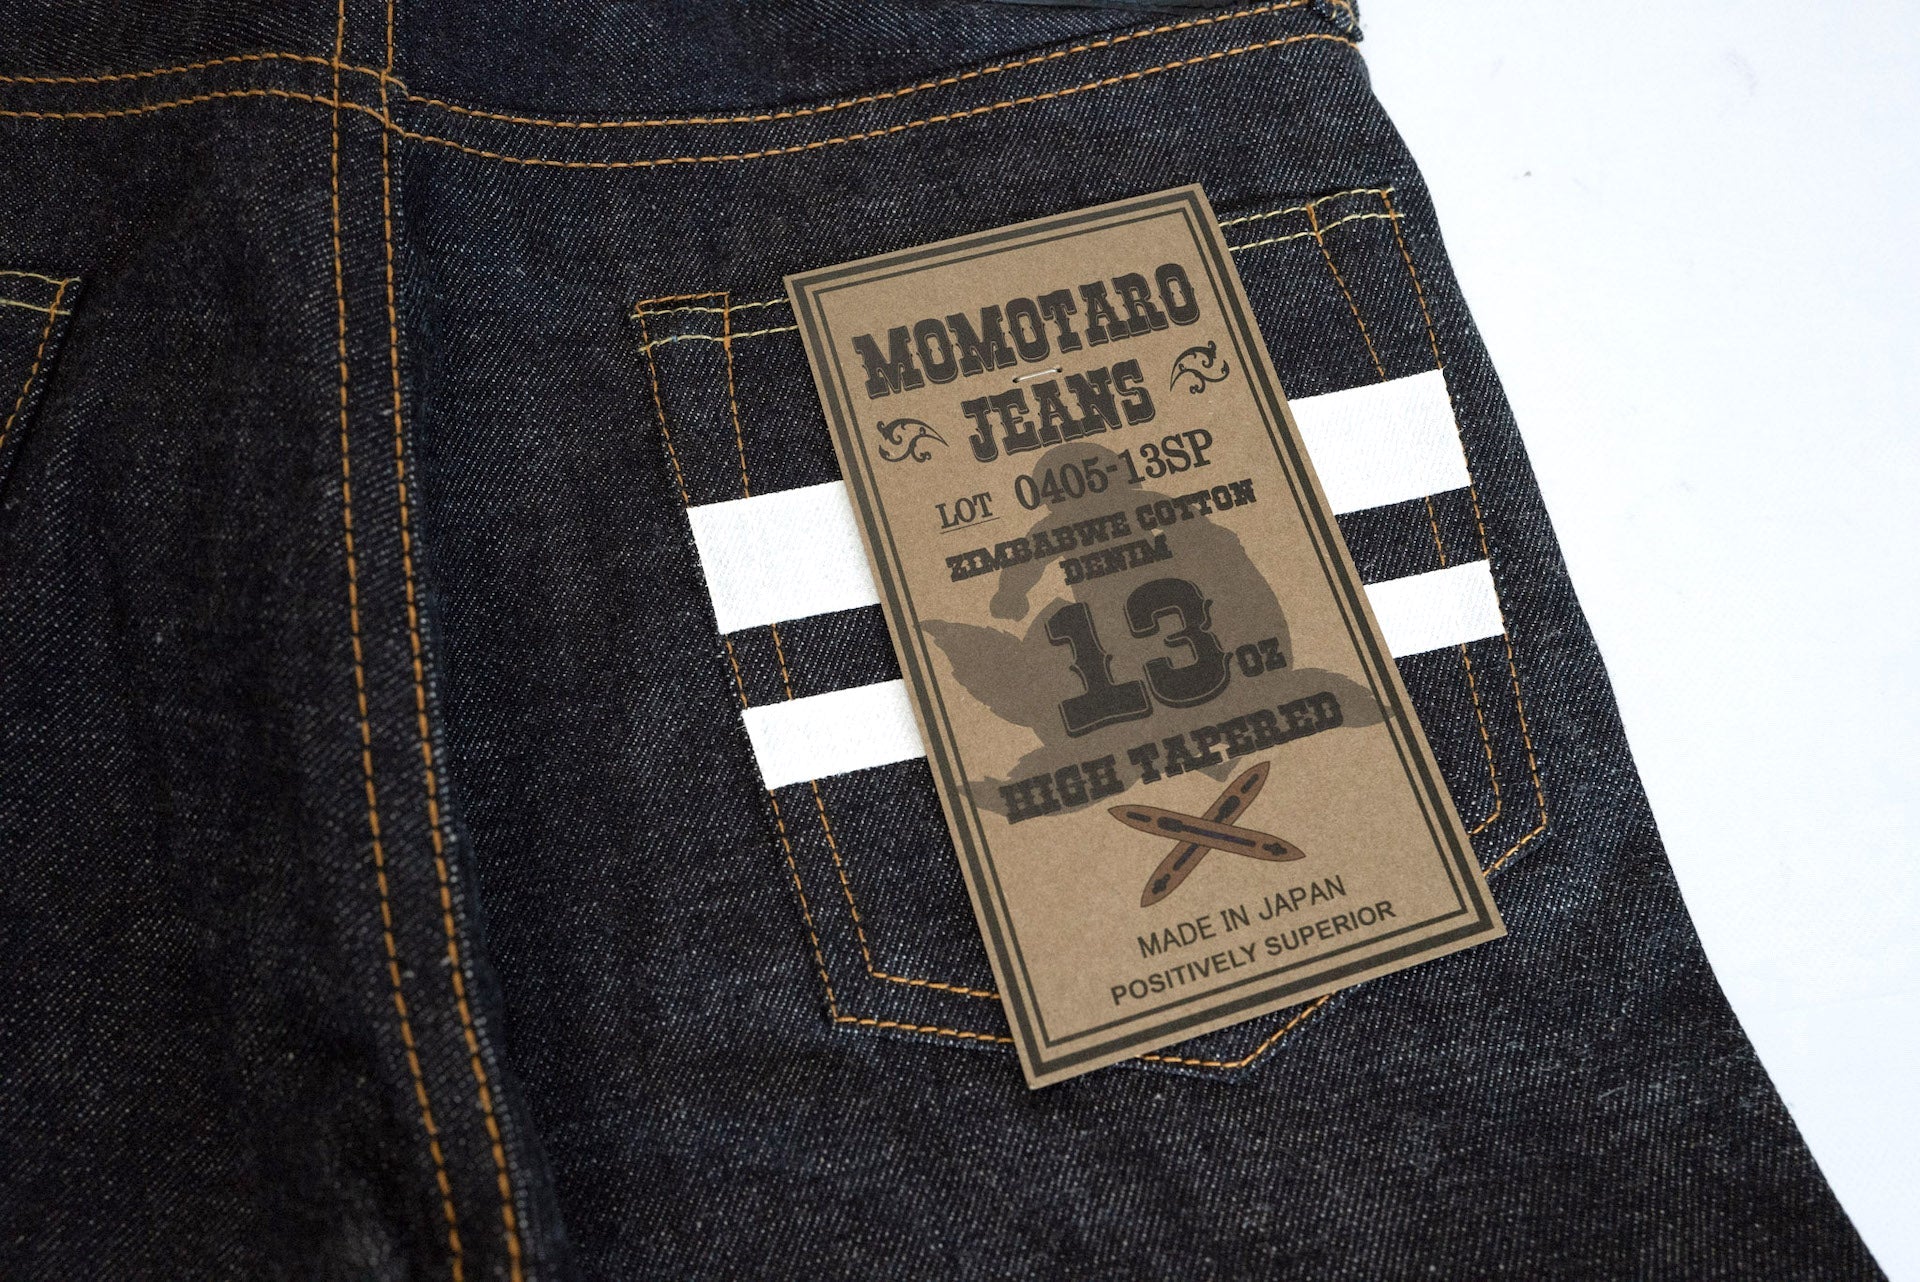 MOMOTARO
JEANS
LOT 0405-13SP
ZIMBABWE COTTON
DENIM
13 OZ
HIGH TAPERED
MADE IN JAPAN
POSITIVELY SUPERIOR